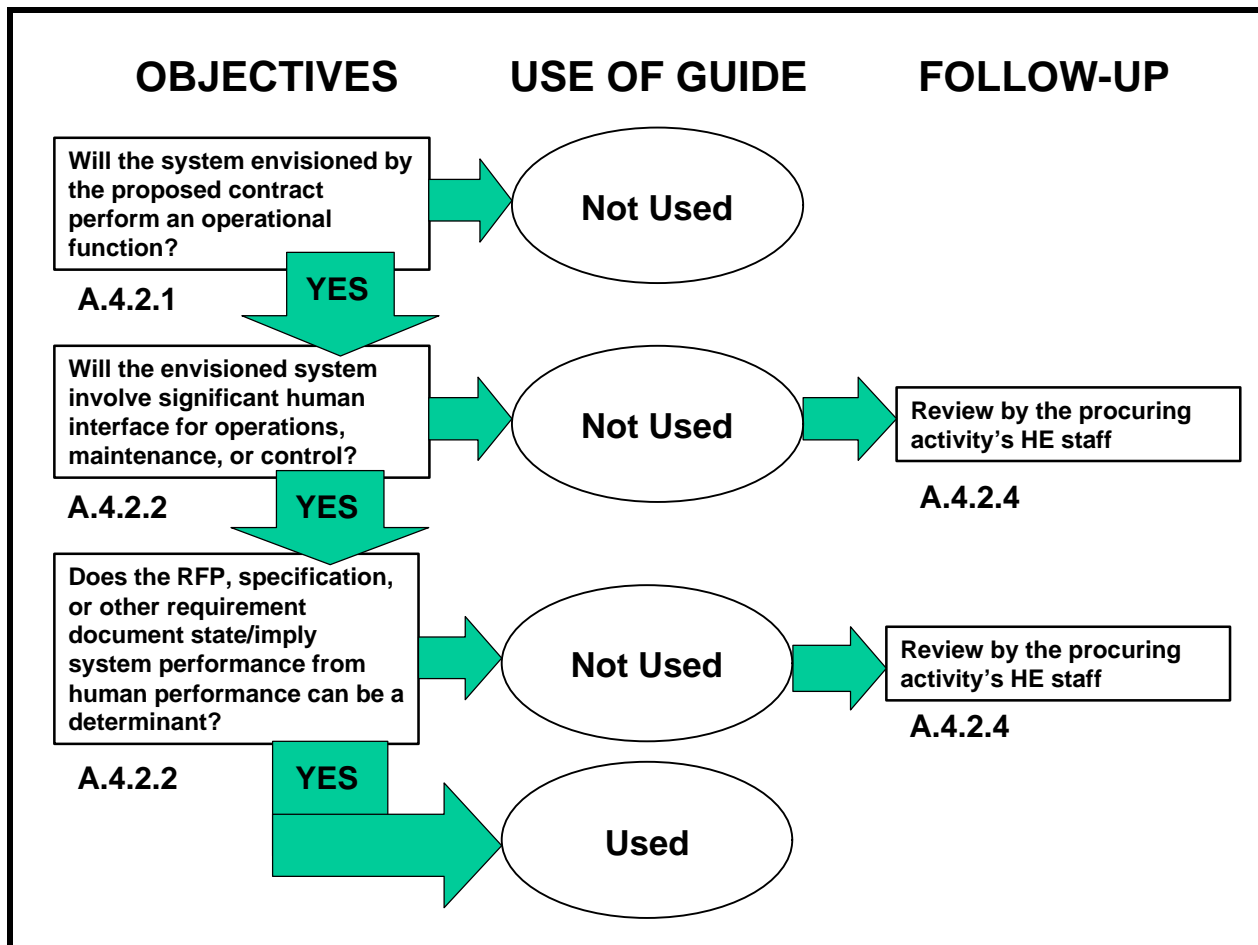 OBJECTIVES USE OF GUIDE FOLLOW-UP
Will the system envisioned by
the proposed contract
perform an operational
function?
Not Used
A.4.2.1
YES
Will the envisioned system
involve significant human
interface for operations,
maintenance, or control?
Not Used
Review by the procuring
activity's HE staff
A.4.2.4
A.4.2.2
YES
Does the RFP, specification,
or other requirement
document state/imply
system performance from
human performance can be a
determinant?
Not Used
Review by the procuring
activity's HE staff
A.4.2.4
A.4.2.2
YES
Used